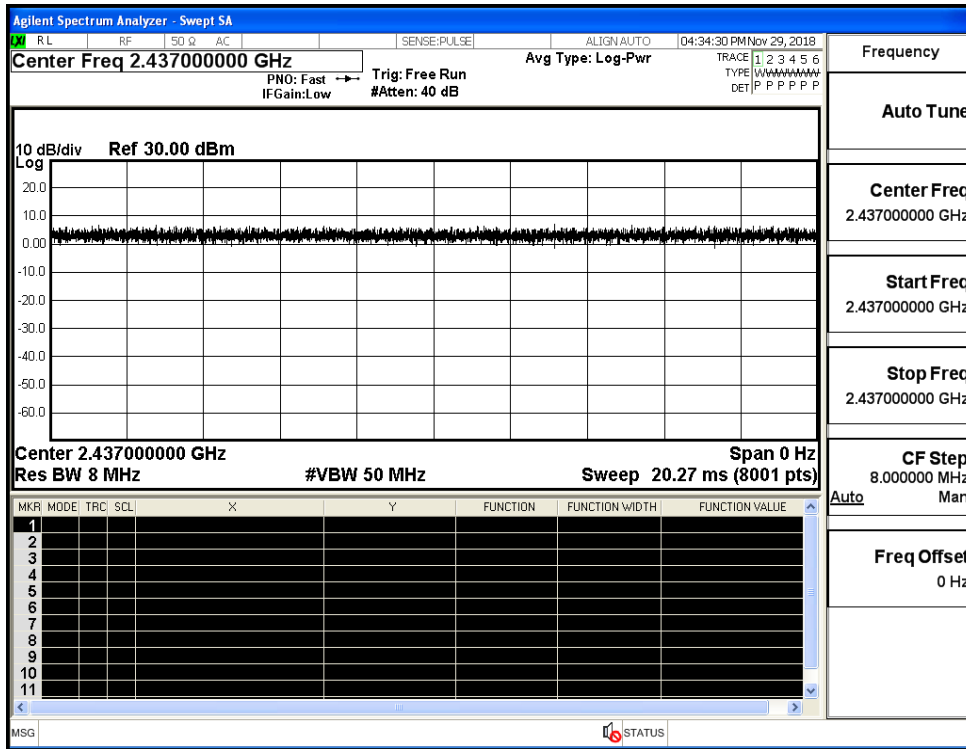 Agilent Spectrum Analyzer - Swept SA
LXI RL RF 50 Ω AC SENSE:PULSE ALIGN AUTO 04:34:30 PM Nov 29, 2018
Center Freq 2.437000000 GHz Avg Type: Log-Pwr TRACE 1 2 3 4 5 6
PNO: Fast Trig: Free Run TYPE
IFGain:Low #Atten: 40 dB DET P P P P P P
10 dB/div Ref 30.00 dBm
Log
20.0
10.0
0.00
-10.0
-20.0
-30.0
-40.0
-50.0
-60.0
Center 2.437000000 GHz Span 0 Hz
Res BW 8 MHz #VBW 50 MHz Sweep 20.27 ms (8001 pts)
MKR MODE TRC SCL X Y FUNCTION FUNCTION WIDTH FUNCTION VALUE
1
2
3
4
5
6
7
8
9
10
11
MSG STATUS
Frequency
Auto Tune
Center Freq
2.437000000 GHz
Start Freq
2.437000000 GHz
Stop Freq
2.437000000 GHz
CF Step
8.000000 MHz
Auto Man
Freq Offset
0 Hz